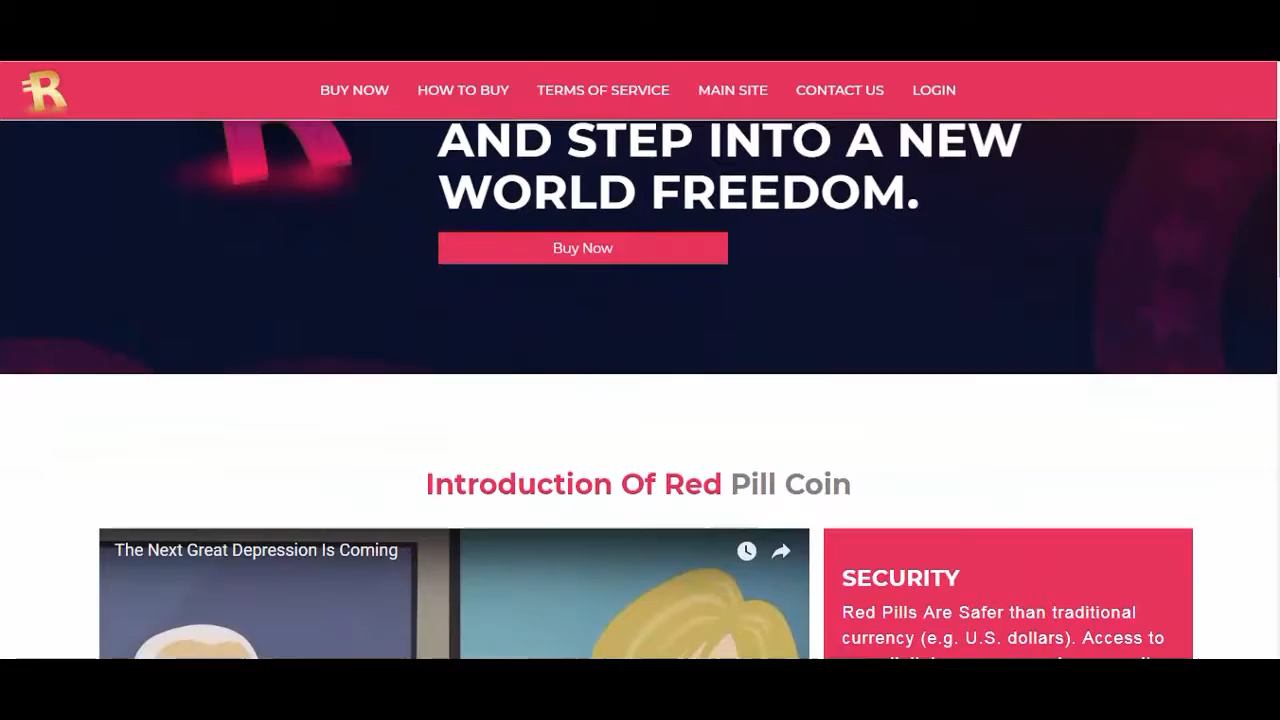 BUY NOW HOW TO BUY TERMS OF SERVICE MAIN SITE CONTACT US LOGIN
AND STEP INTO A NEW
WORLD FREEDOM.
Buy Now
Introduction Of Red Pill Coin
The Next Great Depression Is Coming
SECURITY
Red Pills Are Safer than traditional
currency (e.g. U.S. dollars). Access to